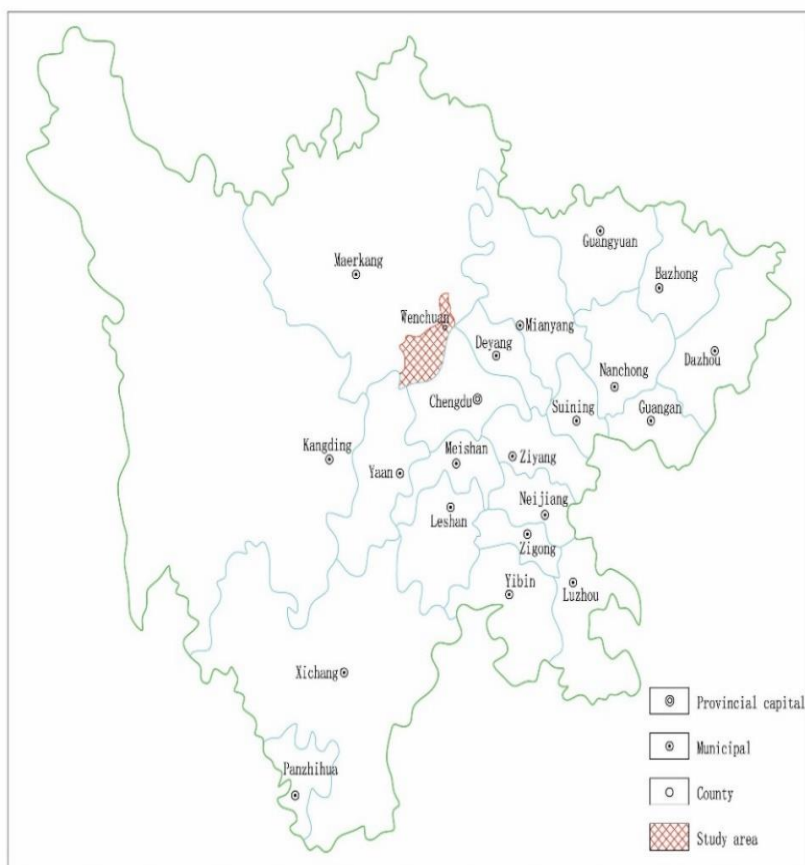 Guangyuan
Maerkang
Bazhong
Wenchuan
Mianyang
Deyang
Dazhou
Nanchong
Chengdu
Suining
Guangan
Kangding
Meishan
Ziyang
Yaan
Neijiang
Leshan
Zigong
Yibin
Luzhou
Xichang
Provincial capital
Municipal
Panzhihua
County
Study area